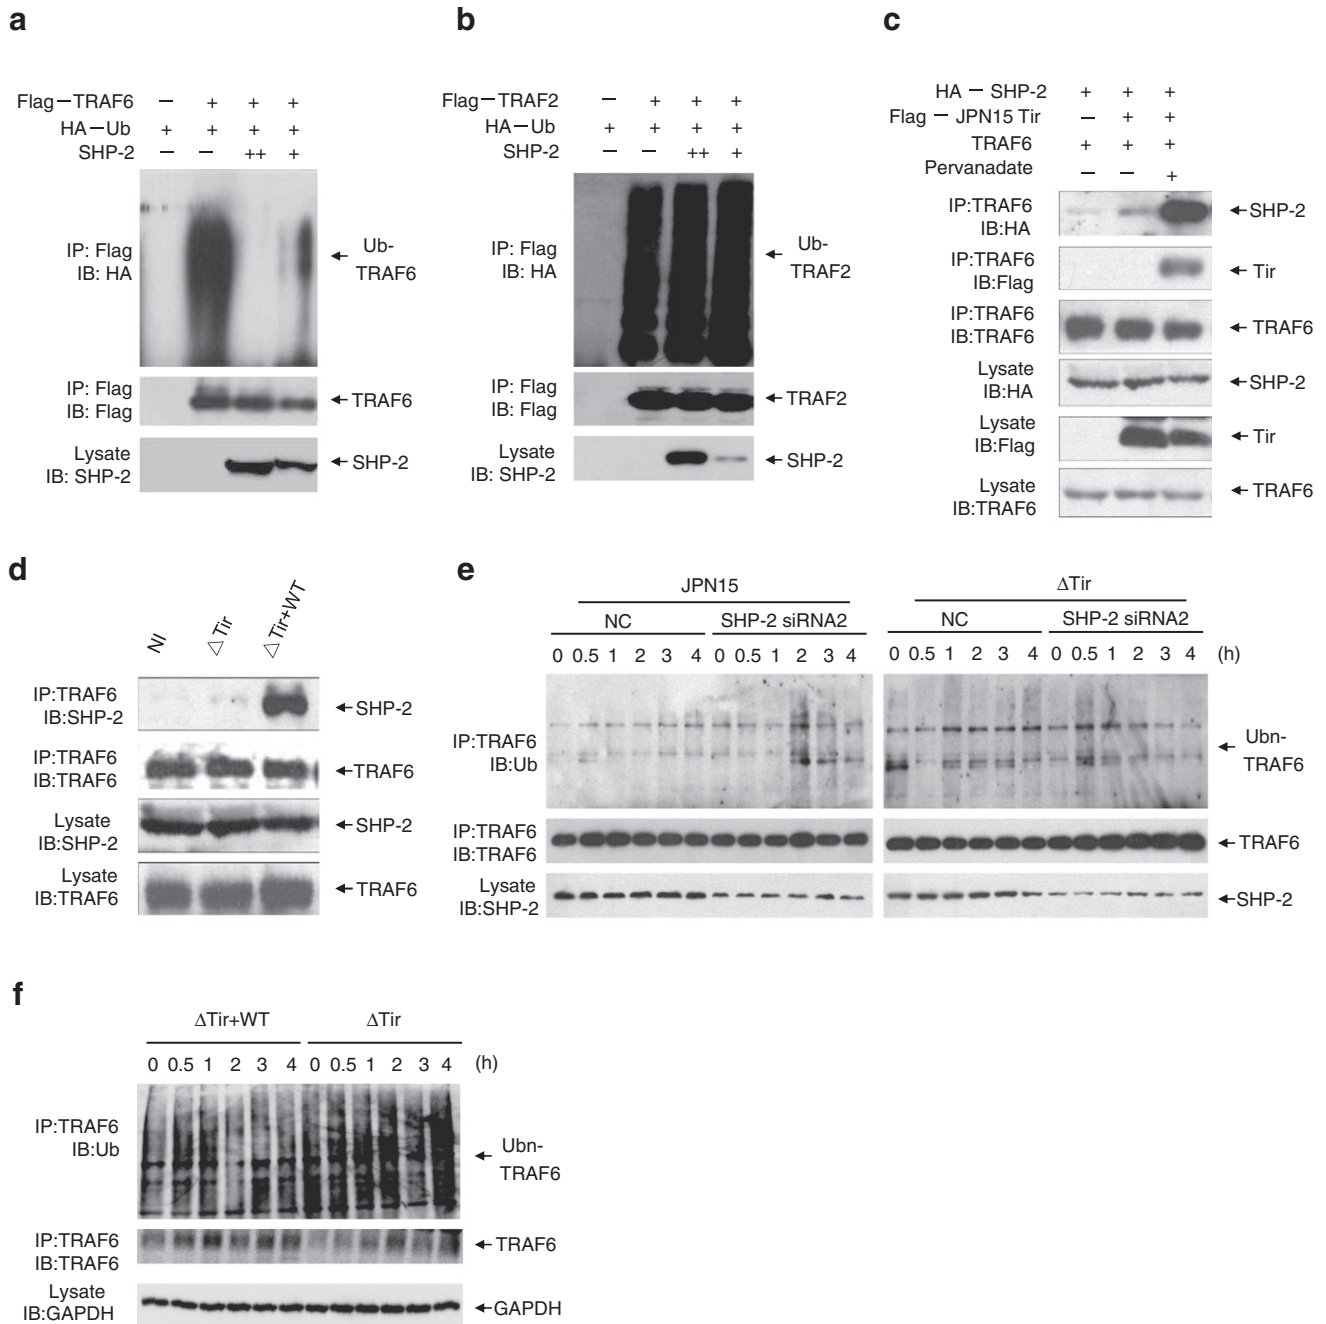 a
Flag—TRAF6 — + + +
HA—Ub + + + +
SHP-2 — — ++ +
IP: Flag
IB: HA
Ub-
TRAF6
IP: Flag
IB: Flag
TRAF6
Lysate
IB: SHP-2
SHP-2
b
Flag—TRAF2 — + + +
HA—Ub + + + +
SHP-2 — — ++ +
IP: Flag
IB: HA
Ub-
TRAF2
IP: Flag
IB: Flag
TRAF2
Lysate
IB: SHP-2
SHP-2
c
HA — SHP-2 + + +
Flag — JPN15 Tir — + +
TRAF6 + + +
Pervanadate — — +
IP:TRAF6
IB:HA
SHP-2
IP:TRAF6
IB:Flag
Tir
IP:TRAF6
IB:TRAF6
TRAF6
Lysate
IB:HA
SHP-2
Lysate
IB:Flag
Tir
Lysate
IB:TRAF6
TRAF6
d
NI △Tir △Tir+WT
IP:TRAF6
IB:SHP-2
SHP-2
IP:TRAF6
IB:TRAF6
TRAF6
Lysate
IB:SHP-2
SHP-2
Lysate
IB:TRAF6
TRAF6
e
JPN15 ΔTir
NC SHP-2 siRNA2 NC SHP-2 siRNA2
0 0.5 1 2 3 4 0 0.5 1 2 3 4 0 0.5 1 2 3 4 0 0.5 1 2 3 4 (h)
IP:TRAF6
IB:Ub
Ubn-
TRAF6
IP:TRAF6
IB:TRAF6
TRAF6
Lysate
IB:SHP-2
SHP-2
f
ΔTir+WT ΔTir
0 0.5 1 2 3 4 0 0.5 1 2 3 4 (h)
IP:TRAF6
IB:Ub
Ubn-
TRAF6
IP:TRAF6
IB:TRAF6
TRAF6
Lysate
IB:GAPDH
GAPDH